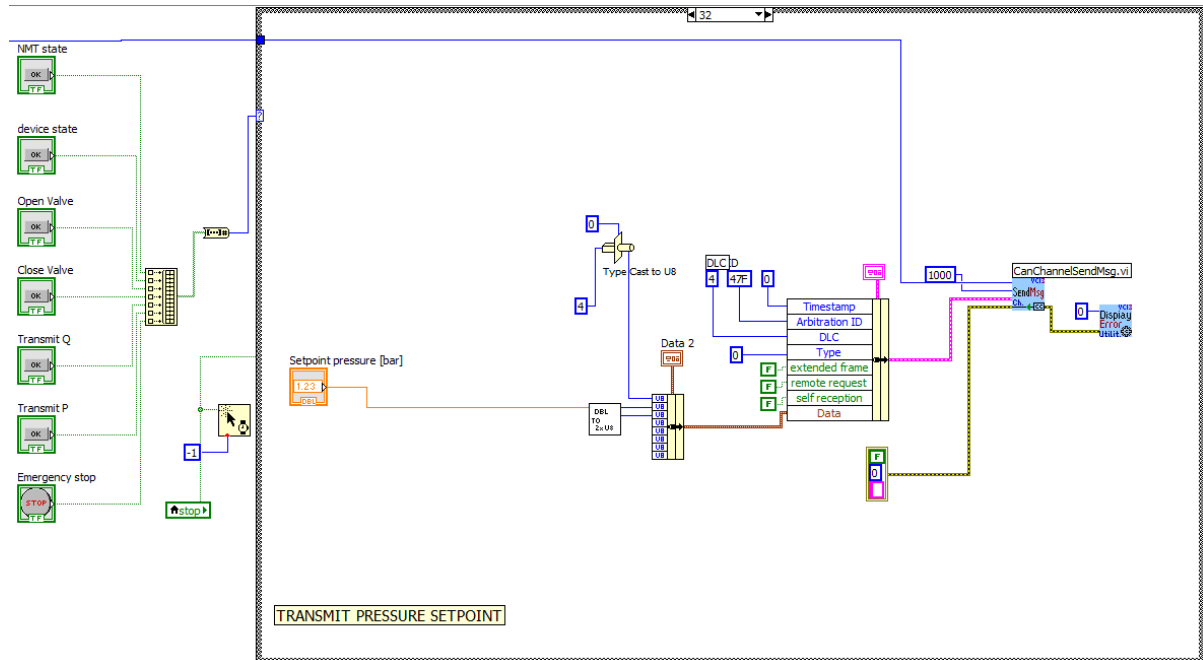 32
NMT state
OK
TF
device state
OK
TF
Open Valve
OK
TF
Close Valve
OK
TF
Transmit Q
OK
TF
Transmit P
OK
TF
Emergency stop
STOP
TF
-1
stop
?
Setpoint pressure [bar]
1.23
DBL
0
Type Cast to U8
4
DBL
TO
2x U8
Data 2
U8
U8
U8
U8
U8
U8
U8
U8
DLC ID
4 47F 0
0
F
F
F
Timestamp
Arbitration ID
DLC
Type
extended frame
remote request
self reception
Data
F
0
1000
CanChannelSendMsg.vi
VCI3
SendMsg
Ch.
0
VCI3
Display
Error
TRANSMIT PRESSURE SETPOINT